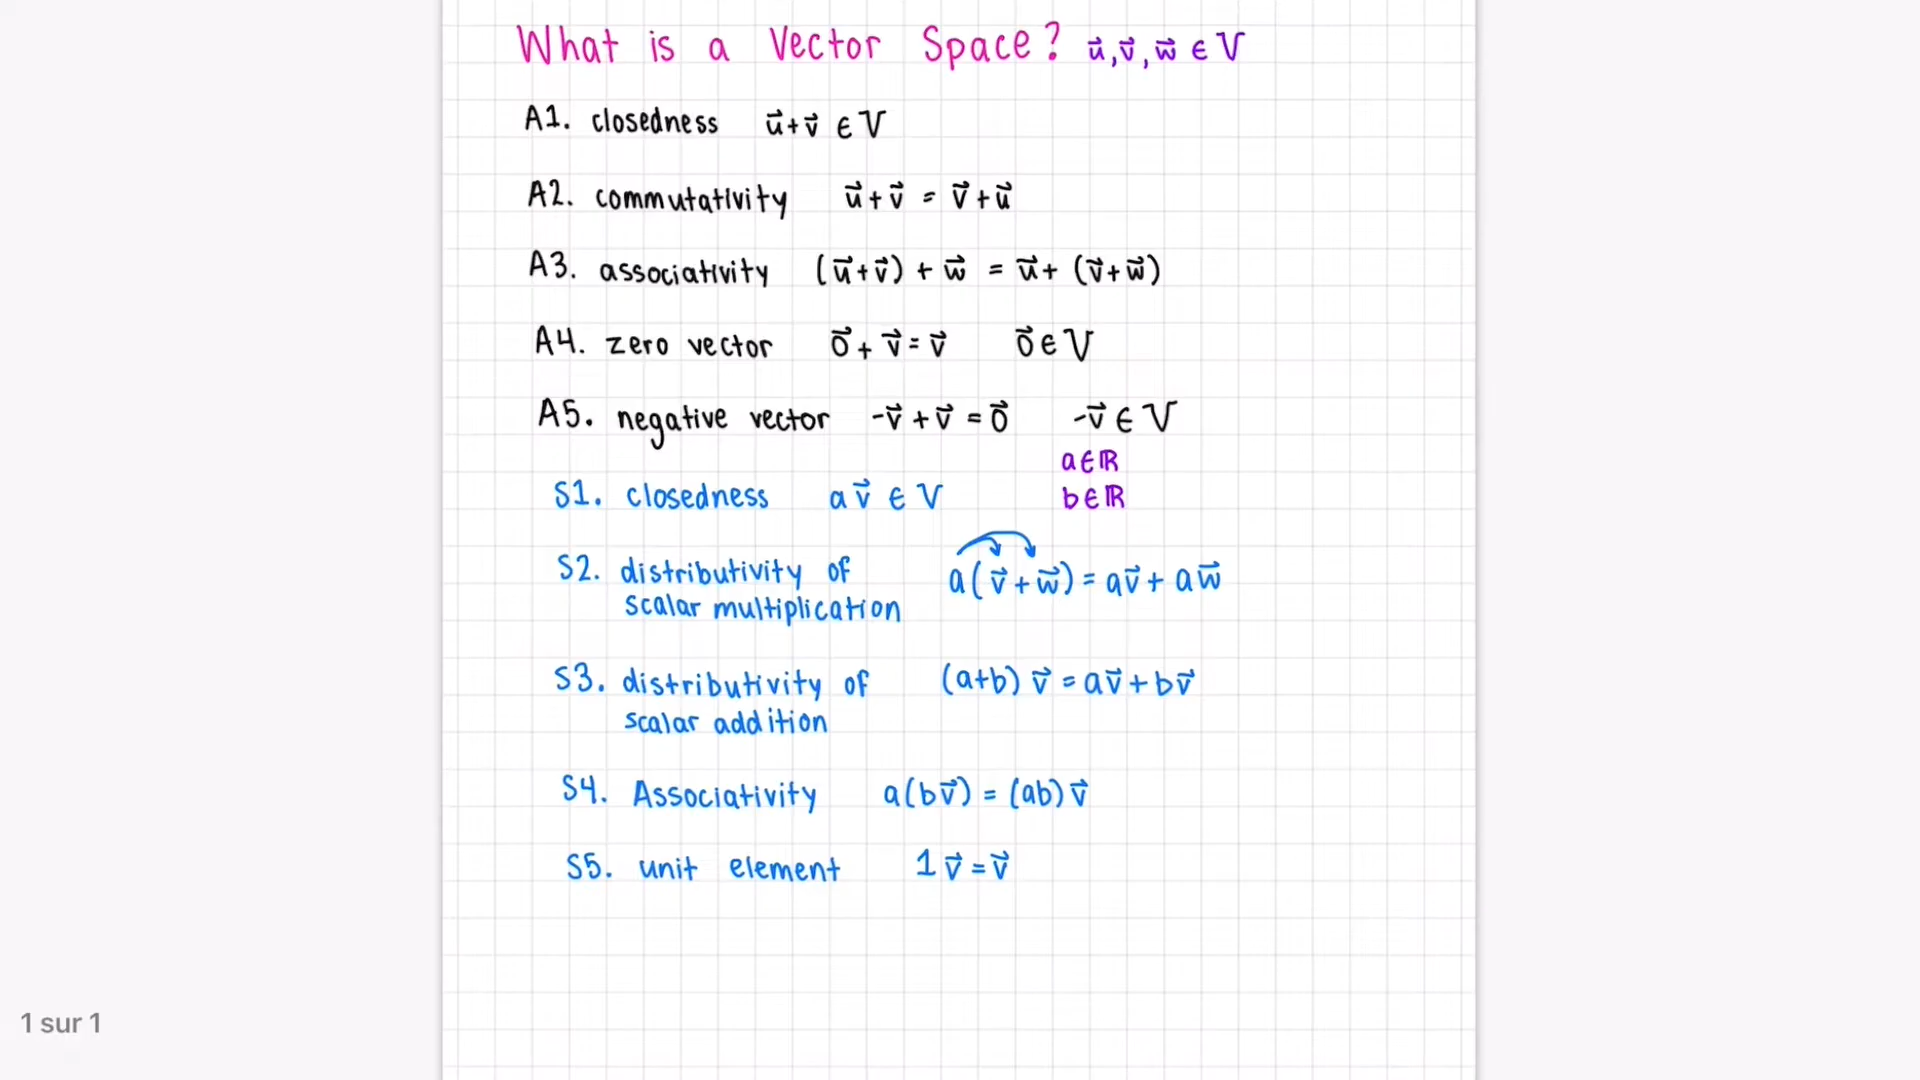 What is a Vector Space? u⃗,v⃗,w⃗ ∈ V
A1. closedness u⃗+v⃗ ∈ V
A2. commutativity u⃗+v⃗ = v⃗+u⃗
A3. associativity (u⃗+v⃗) + w⃗ = u⃗+ (v⃗+w⃗)
A4. zero vector 0⃗ + v⃗ = v⃗ 0⃗ ∈ V
A5. negative vector -v⃗ + v⃗ = 0⃗ -v⃗ ∈ V
a∈ℝ
S1. closedness a v⃗ ∈ V b∈ℝ
S2. distributivity of a(v⃗+w⃗) = av⃗ + aw⃗
scalar multiplication
S3. distributivity of (a+b) v⃗ = av⃗ + bv⃗
scalar addition
S4. Associativity a(bv⃗) = (ab)v⃗
S5. unit element 1 v⃗ = v⃗
1 sur 1